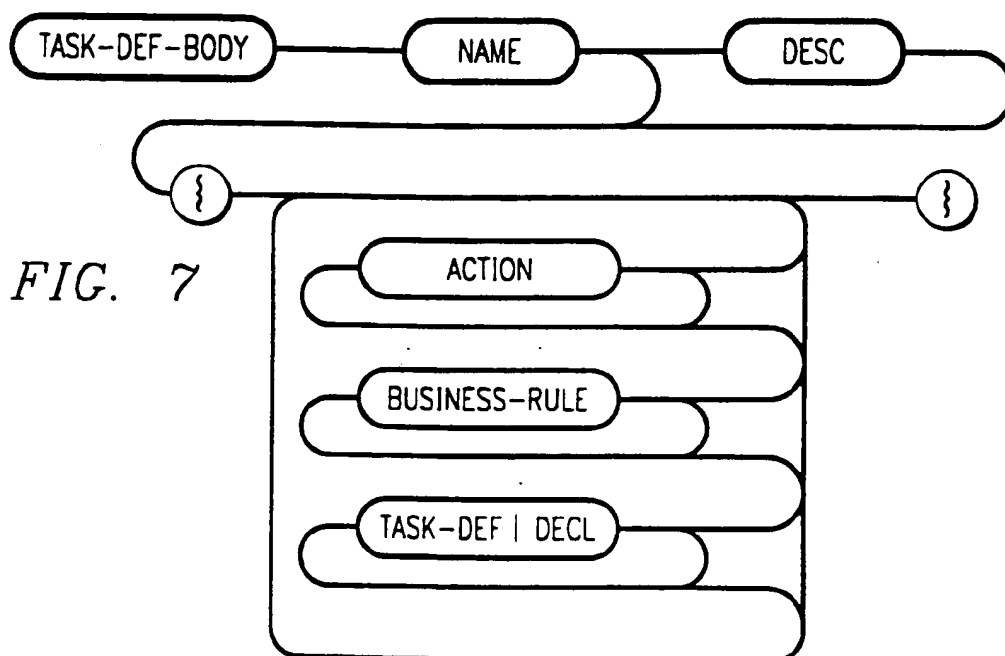 TASK-DEF-BODY NAME DESC
{ }
FIG. 7
ACTION
BUSINESS-RULE
TASK-DEF | DECL